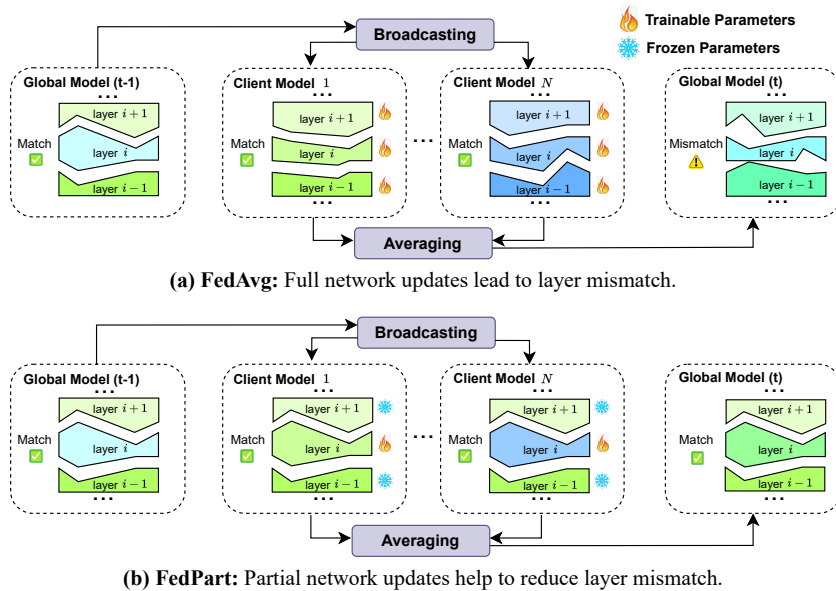 Broadcasting
Trainable Parameters
Frozen Parameters
Global Model (t-1)
...
layer i + 1
Match
layer i
layer i − 1
Client Model 1
...
layer i + 1
Match
layer i
layer i − 1
...
...
Client Model N
...
layer i + 1
Match
layer i
layer i − 1
...
Global Model (t)
...
layer i + 1
Mismatch
layer i
layer i − 1
...
Averaging
(a) FedAvg: Full network updates lead to layer mismatch.
Broadcasting
Global Model (t-1)
...
layer i + 1
Match
layer i
layer i − 1
...
Client Model 1
...
layer i + 1
Match
layer i
layer i − 1
...
...
Client Model N
...
layer i + 1
Match
layer i
layer i − 1
...
Global Model (t)
...
layer i + 1
Match
layer i
layer i − 1
...
Averaging
(b) FedPart: Partial network updates help to reduce layer mismatch.